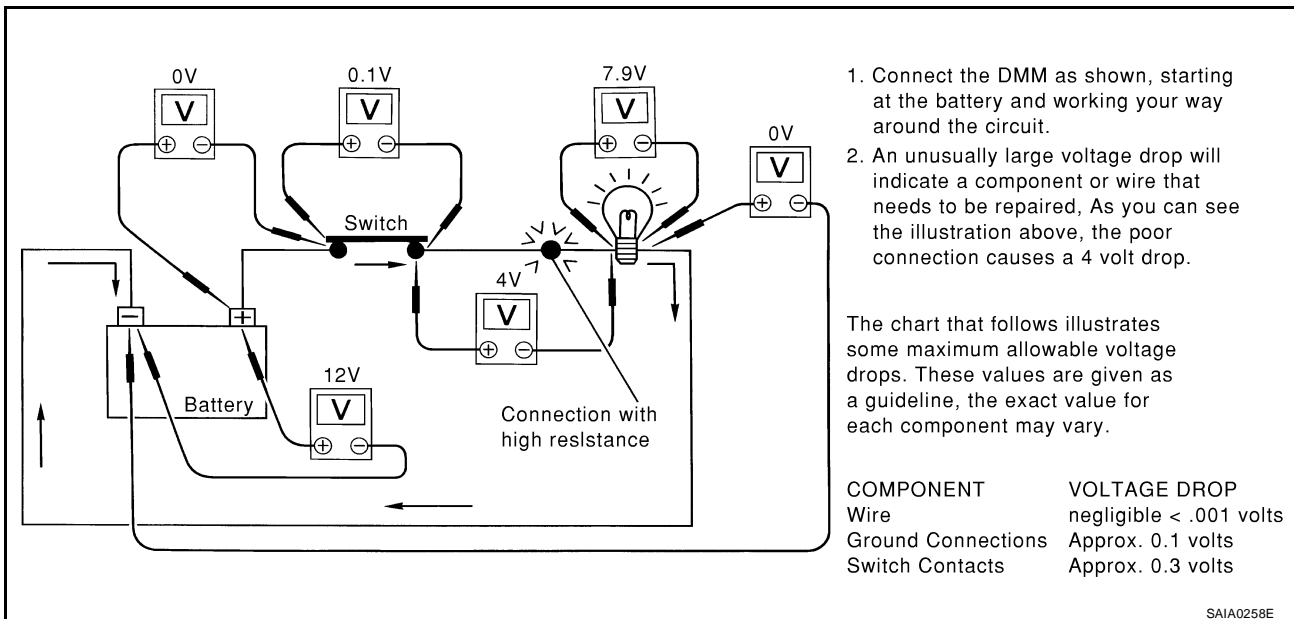 0V
0.1V
7.9V
0V
V
V
V
V
Switch
4V
V
12V
V
Battery
Connection with
high reslstance
1. Connect the DMM as shown, starting
at the battery and working your way
around the circuit.
2. An unusually large voltage drop will
indicate a component or wire that
needs to be repaired, As you can see
the illustration above, the poor
connection causes a 4 volt drop.
The chart that follows illustrates
some maximum allowable voltage
drops. These values are given as
a guideline, the exact value for
each component may vary.
COMPONENT VOLTAGE DROP
Wire negligible < .001 volts
Ground Connections Approx. 0.1 volts
Switch Contacts Approx. 0.3 volts
SAIA0258E